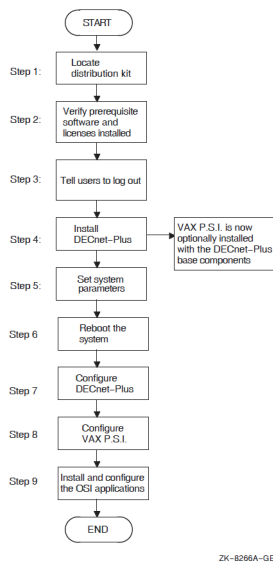 START
Step 1:
Locate
distribution kit
Step 2:
Verify prerequisite
software and
licenses installed
Step 3:
Tell users to log out
Step 4:
Install
DECnet-Plus
VAX P.S.I. is now
optionally installed
with the DECnet-Plus
base components
Step 5:
Set system
parameters
Step 6
Reboot the
system
Step 7
Configure
DECnet-Plus
Step 8
Configure
VAX P.S.I.
Step 9
Install and configure
the OSI applications
END
ZK-8266A-GE